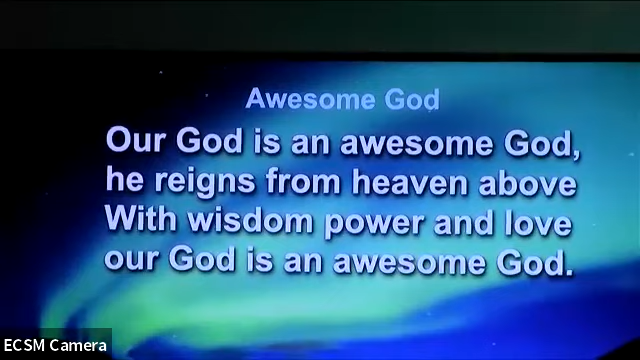 Awesome God
Our God is an awesome God,
he reigns from heaven above
With wisdom power and love
our God is an awesome God.
ECSM Camera